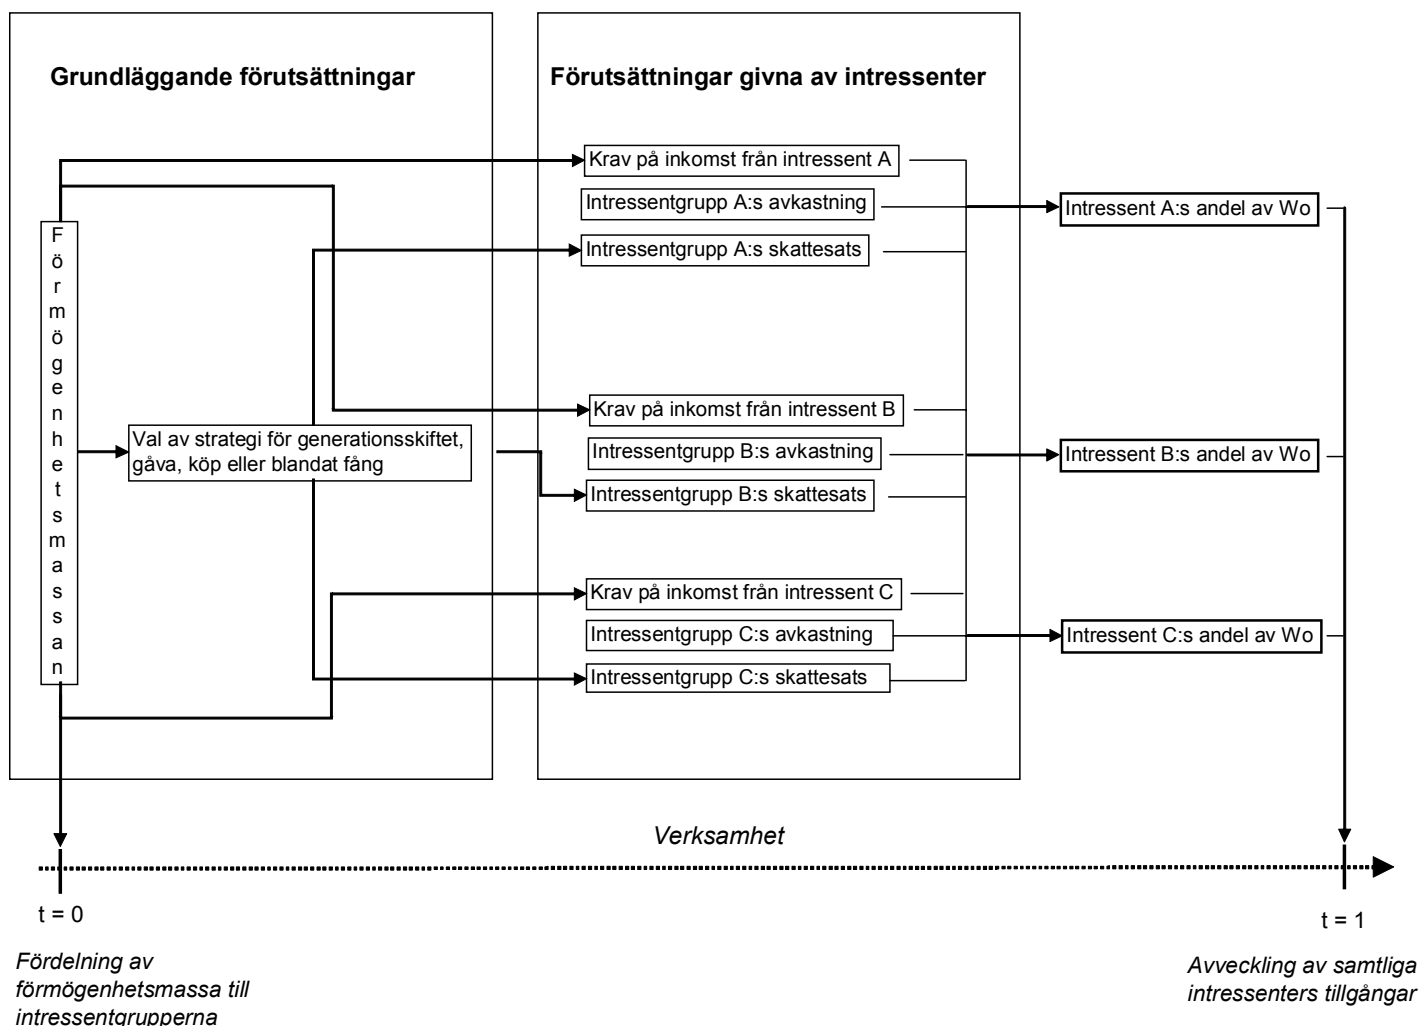 Grundläggande förutsättningar
Förutsättningar givna av intressenter
Krav på inkomst från intressent A
Intressentgrupp A:s avkastning
Intressent A:s andel av Wo
Intressentgrupp A:s skattesats
Förmögenhetsmassan
Krav på inkomst från intressent B
Val av strategi för generationsskiftet,
gåva, köp eller blandat fång
Intressentgrupp B:s avkastning
Intressent B:s andel av Wo
Intressentgrupp B:s skattesats
Krav på inkomst från intressent C
Intressentgrupp C:s avkastning
Intressent C:s andel av Wo
Intressentgrupp C:s skattesats
Verksamhet
t = 0
t = 1
Fördelning av
förmögenhetsmassa till
intressentgrupperna
Avveckling av samtliga
intressenters tillgångar